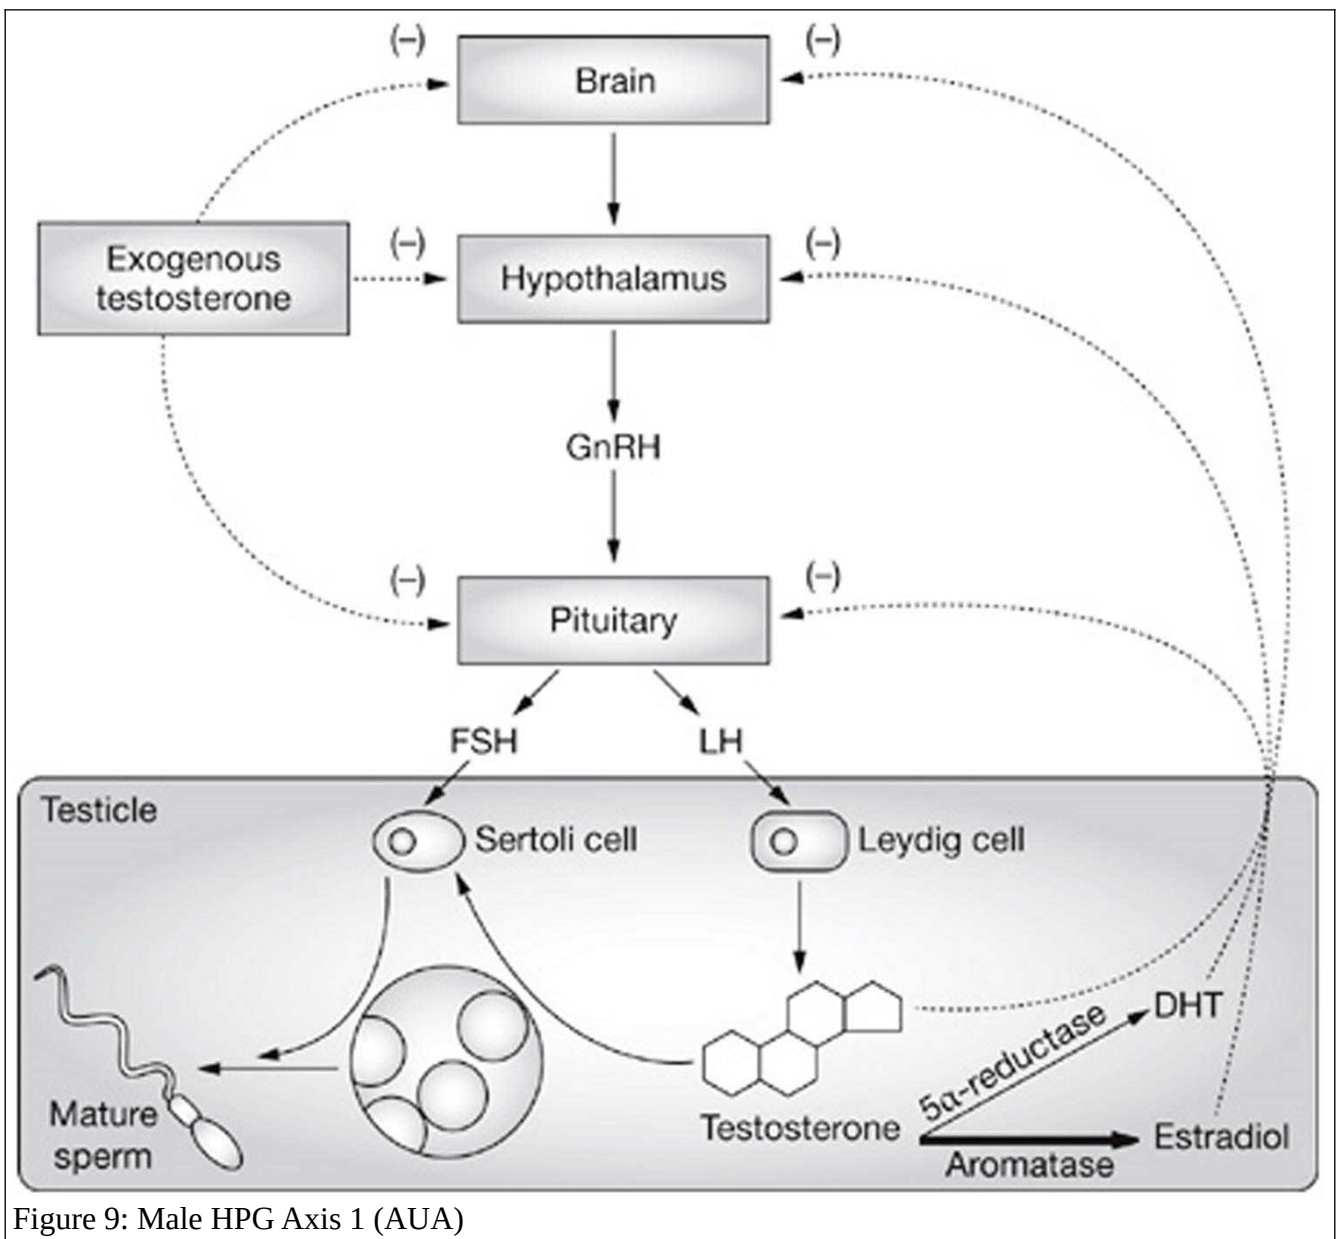 (–)
(–)
Brain
Exogenous
testosterone
(–)
(–)
Hypothalamus
GnRH
(–)
(–)
Pituitary
FSH
LH
Testicle
Sertoli cell
Leydig cell
Mature
sperm
Testosterone
5α-reductase
DHT
Aromatase
Estradiol
Figure 9: Male HPG Axis 1 (AUA)